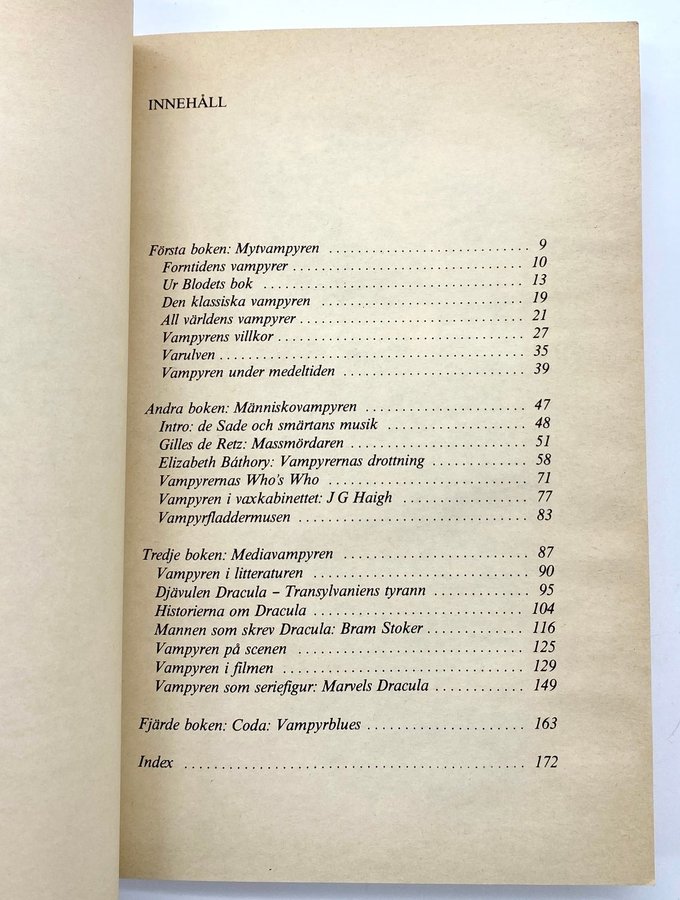 INNEHÅLL
Första boken: Mytvampyren ............................ 9
Forntidens vampyrer ................................ 10
Ur Blodets bok ..................................... 13
Den klassiska vampyren ............................. 19
All världens vampyrer ............................... 21
Vampyrens villkor .................................. 27
Varulven .......................................... 35
Vampyren under medeltiden ......................... 39
Andra boken: Människovampyren ...................... 47
Intro: de Sade och smärtans musik .................... 48
Gilles de Retz: Massmördaren ........................ 51
Elizabeth Báthory: Vampyrernas drottning ............. 58
Vampyrernas Who's Who ............................ 71
Vampyren i vaxkabinettet: J G Haigh ................. 77
Vampyrfladdermusen ................................ 83
Tredje boken: Mediavampyren ........................ 87
Vampyren i litteraturen ............................. 90
Djävulen Dracula – Transylvaniens tyrann ............ 95
Historierna om Dracula ............................. 104
Mannen som skrev Dracula: Bram Stoker ............. 116
Vampyren på scenen ............................... 125
Vampyren i filmen ................................. 129
Vampyren som seriefigur: Marvels Dracula ............ 149
Fjärde boken: Coda: Vampyrblues ..................... 163
Index ............................................. 172